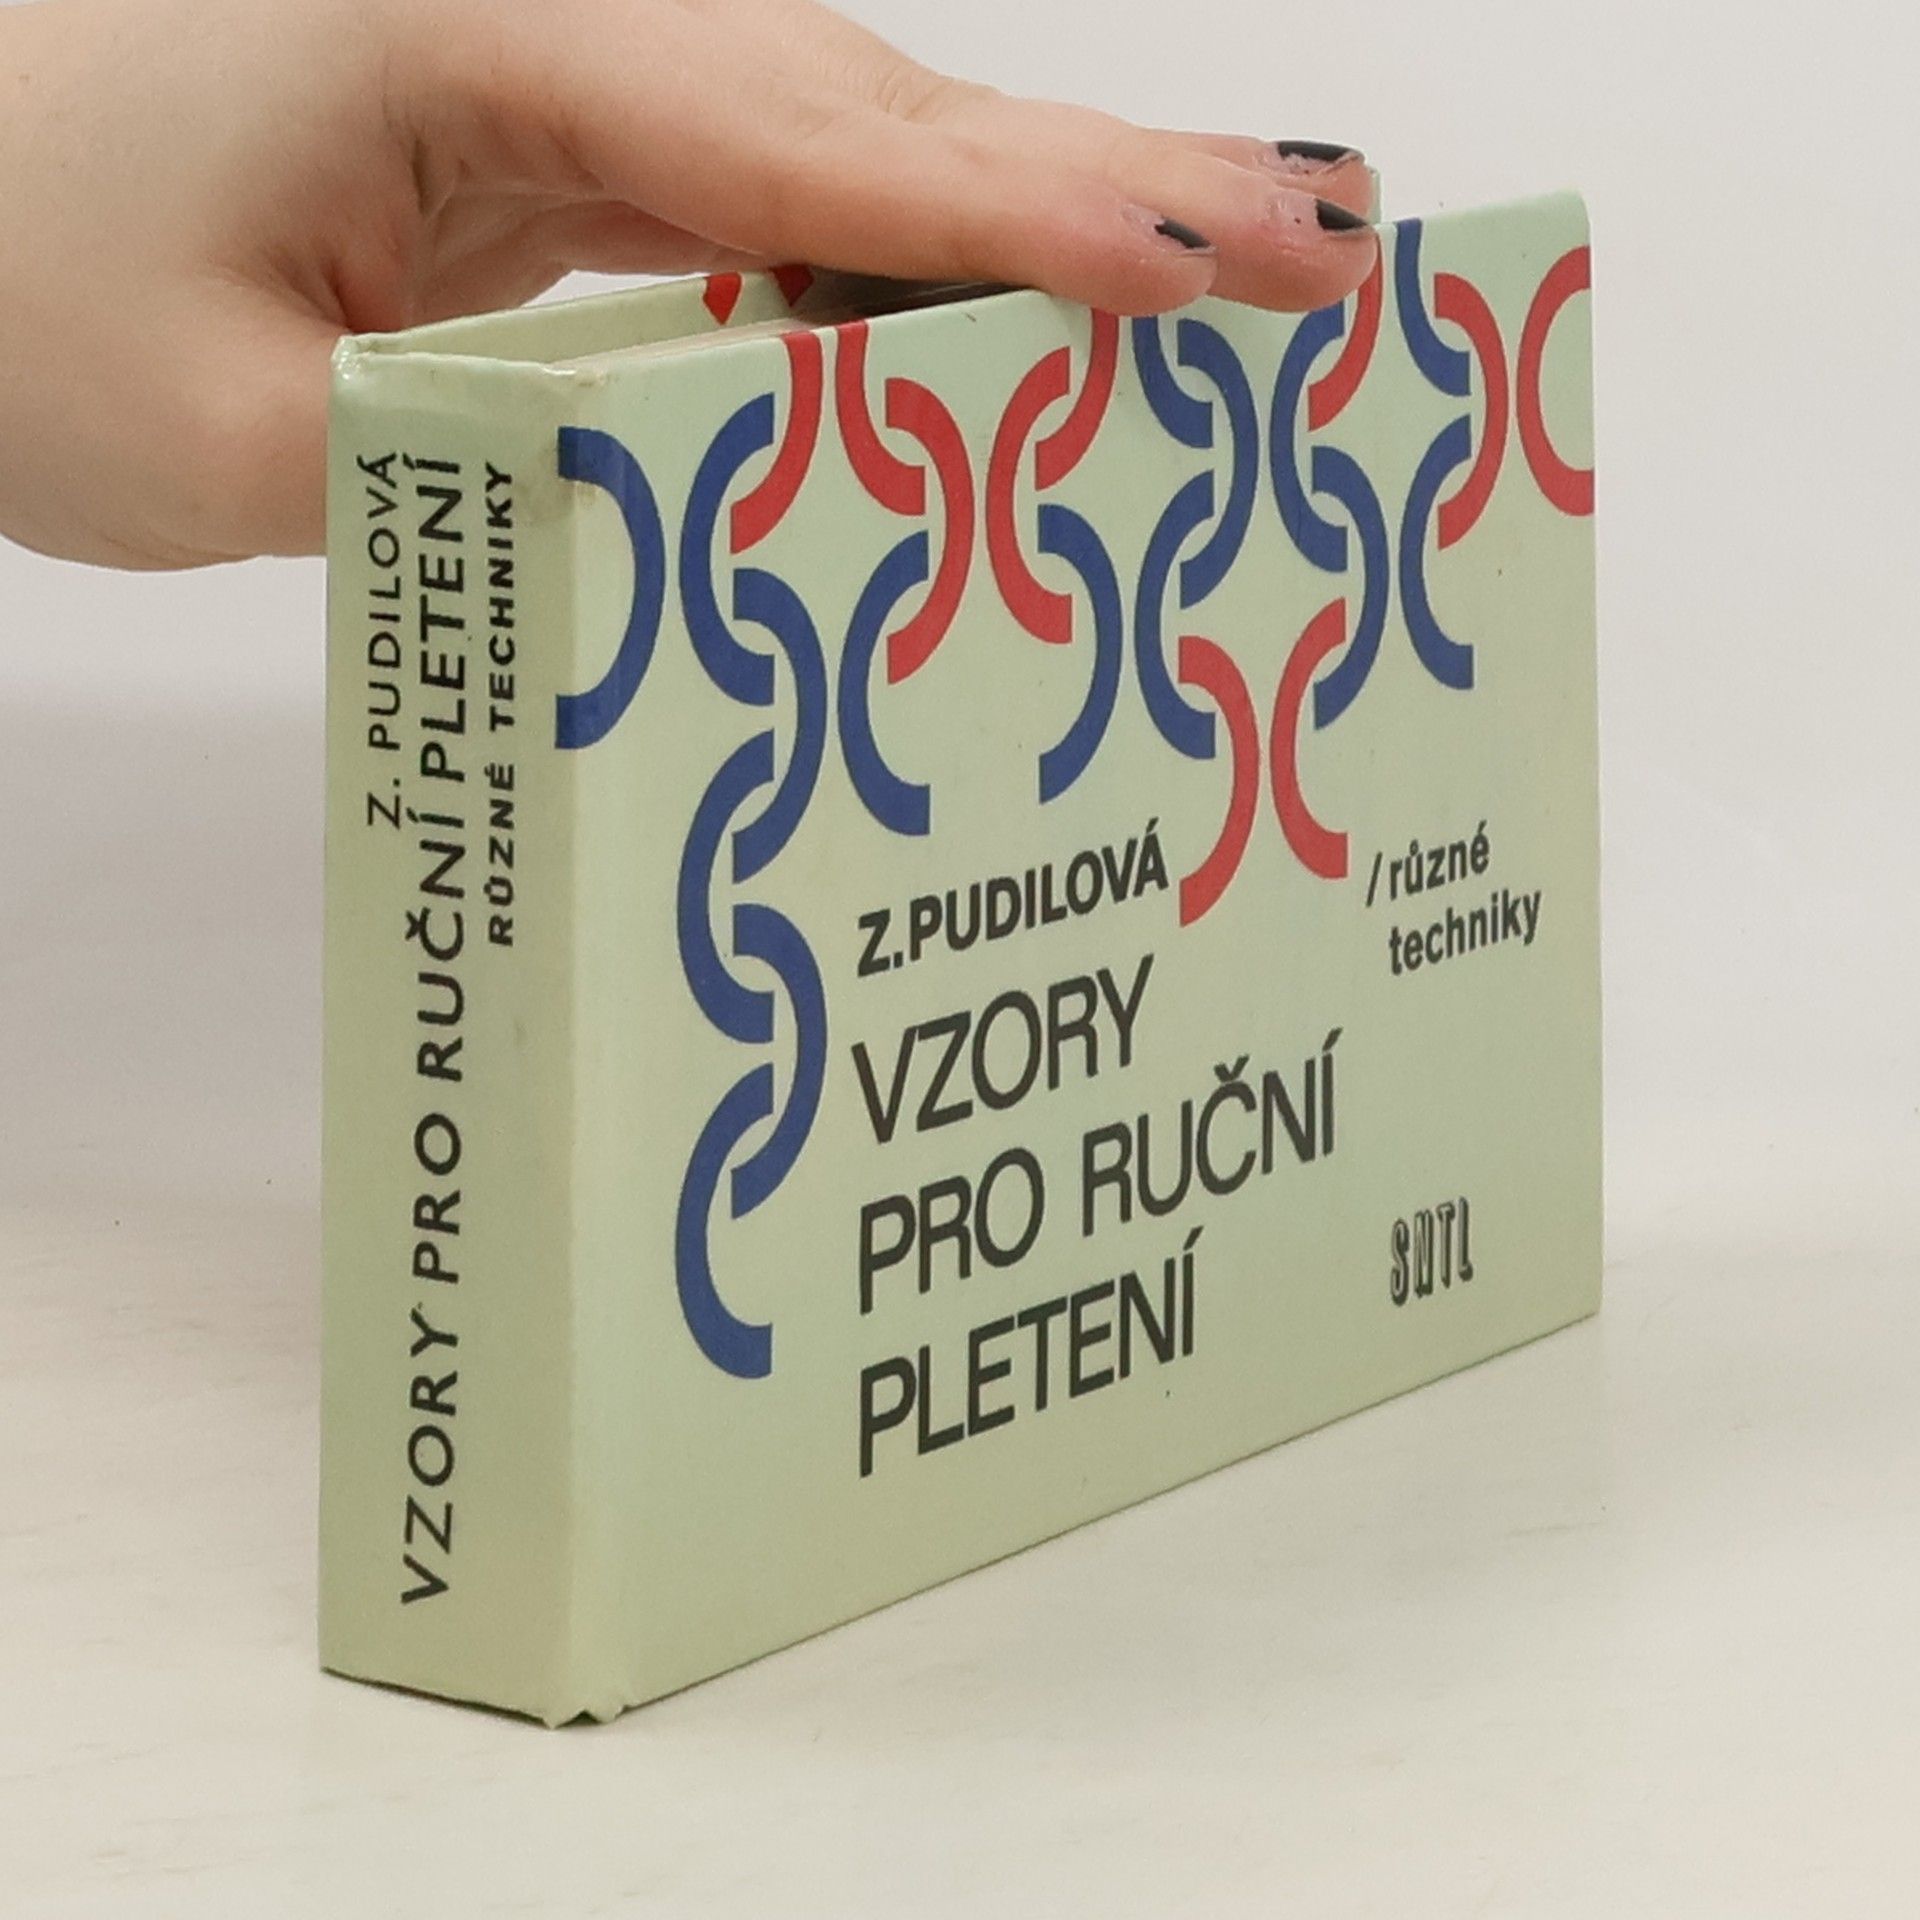 Z. PUDILOVÁ
VZORY PRO RUČNÍ PLETENÍ
RŮZNÉ TECHNIKY
Z.PUDILOVÁ
VZORY
PRO RUČNÍ
PLETENÍ
/různé
techniky
SNTL